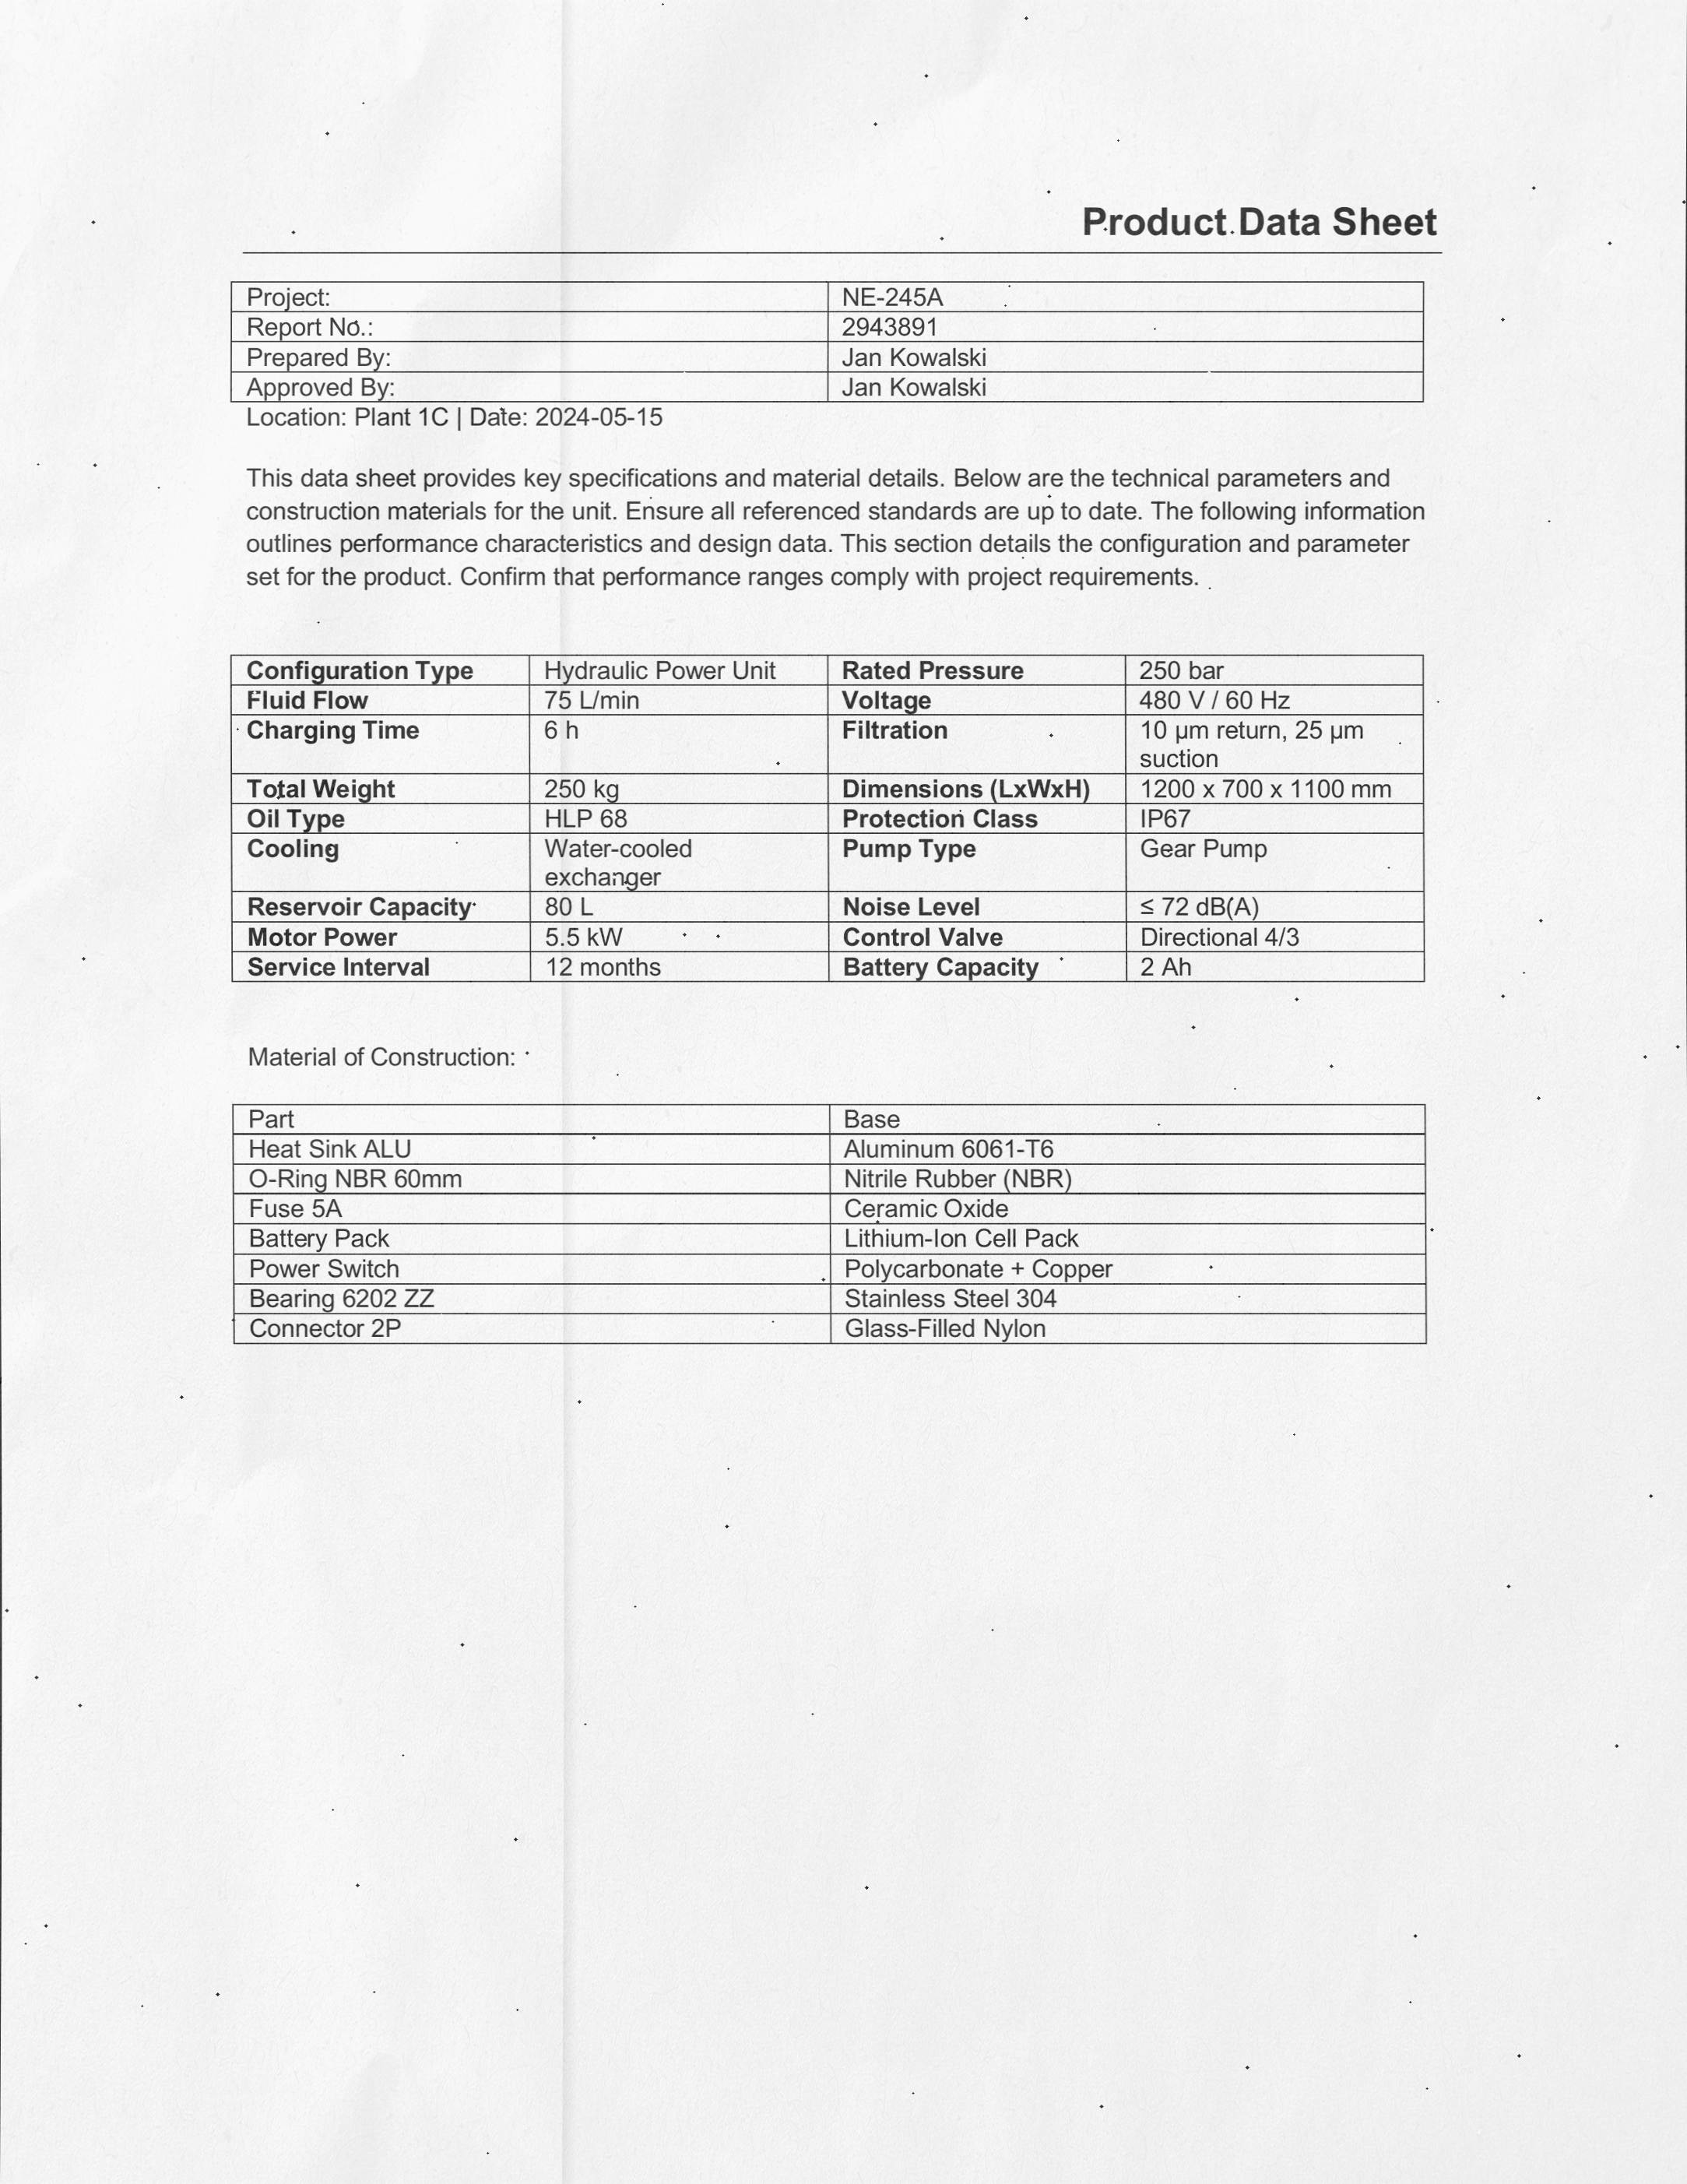 Product Data Sheet
Project: NE-245A
Report No.: 2943891
Prepared By: Jan Kowalski
Approved By: Jan Kowalski
Location: Plant 1C | Date: 2024-05-15
This data sheet provides key specifications and material details. Below are the technical parameters and
construction materials for the unit. Ensure all referenced standards are up to date. The following information
outlines performance characteristics and design data. This section details the configuration and parameter
set for the product. Confirm that performance ranges comply with project requirements.
Configuration Type Hydraulic Power Unit Rated Pressure 250 bar
Fluid Flow 75 L/min Voltage 480 V / 60 Hz
Charging Time 6 h Filtration 10 µm return, 25 µm
suction
Total Weight 250 kg Dimensions (LxWxH) 1200 x 700 x 1100 mm
Oil Type HLP 68 Protection Class IP67
Cooling Water-cooled Pump Type Gear Pump
exchanger
Reservoir Capacity 80 L Noise Level ≤ 72 dB(A)
Motor Power 5.5 kW Control Valve Directional 4/3
Service Interval 12 months Battery Capacity 2 Ah
Material of Construction:
Part Base
Heat Sink ALU Aluminum 6061-T6
O-Ring NBR 60mm Nitrile Rubber (NBR)
Fuse 5A Ceramic Oxide
Battery Pack Lithium-Ion Cell Pack
Power Switch Polycarbonate + Copper
Bearing 6202 ZZ Stainless Steel 304
Connector 2P Glass-Filled Nylon